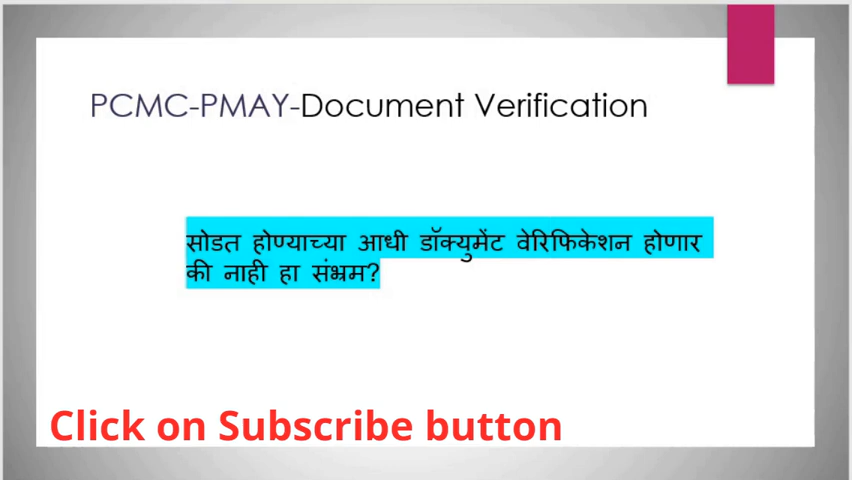 PCMC-PMAY-Document Verification
सोडत होण्याच्या आधी डॉक्युमेंट वेरिफिकेशन होणार
की नाही हा संभ्रम?
Click on Subscribe button